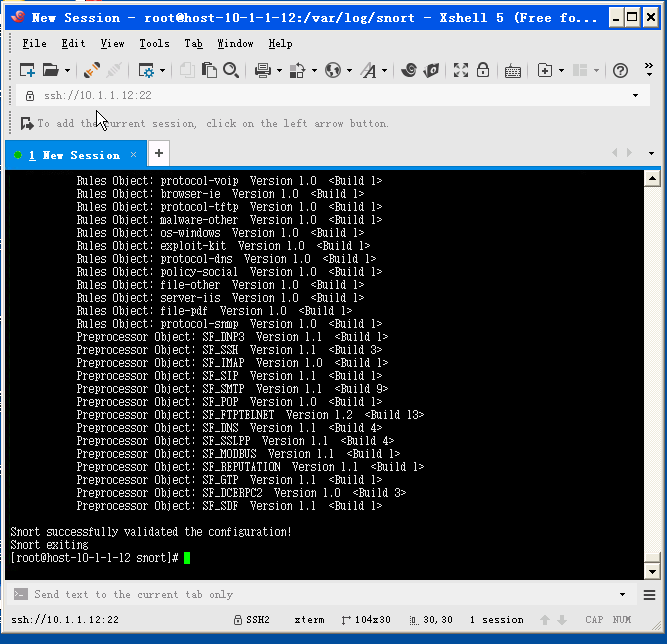 New Session - root@host-10-1-1-12:/var/log/snort - Xshell 5 (Free fo...
File Edit View Tools Tab Window Help
ssh://10.1.1.12:22
To add the current session, click on the left arrow button.
1 New Session × +
Rules Object: protocol-voip Version 1.0 <Build 1>
Rules Object: browser-ie Version 1.0 <Build 1>
Rules Object: protocol-tftp Version 1.0 <Build 1>
Rules Object: malware-other Version 1.0 <Build 1>
Rules Object: os-windows Version 1.0 <Build 1>
Rules Object: exploit-kit Version 1.0 <Build 1>
Rules Object: protocol-dns Version 1.0 <Build 1>
Rules Object: policy-social Version 1.0 <Build 1>
Rules Object: file-other Version 1.0 <Build 1>
Rules Object: server-iis Version 1.0 <Build 1>
Rules Object: file-pdf Version 1.0 <Build 1>
Rules Object: protocol-snmp Version 1.0 <Build 1>
Preprocessor Object: SF_DNP3 Version 1.1 <Build 1>
Preprocessor Object: SF_SSH Version 1.1 <Build 3>
Preprocessor Object: SF_IMAP Version 1.0 <Build 1>
Preprocessor Object: SF_SIP Version 1.1 <Build 1>
Preprocessor Object: SF_SMTP Version 1.1 <Build 9>
Preprocessor Object: SF_POP Version 1.0 <Build 1>
Preprocessor Object: SF_FTPTELNET Version 1.2 <Build 13>
Preprocessor Object: SF_DNS Version 1.1 <Build 4>
Preprocessor Object: SF_SSLPP Version 1.1 <Build 4>
Preprocessor Object: SF_MODBUS Version 1.1 <Build 1>
Preprocessor Object: SF_REPUTATION Version 1.1 <Build 1>
Preprocessor Object: SF_GTP Version 1.1 <Build 1>
Preprocessor Object: SF_DCERPC2 Version 1.0 <Build 3>
Preprocessor Object: SF_SDF Version 1.1 <Build 1>
Snort successfully validated the configuration!
Snort exiting
[root@host-10-1-1-12 snort]#
Send text to the current tab only
ssh://10.1.1.12:22 SSH2 xterm 104x30 30,30 1 session CAP NUM